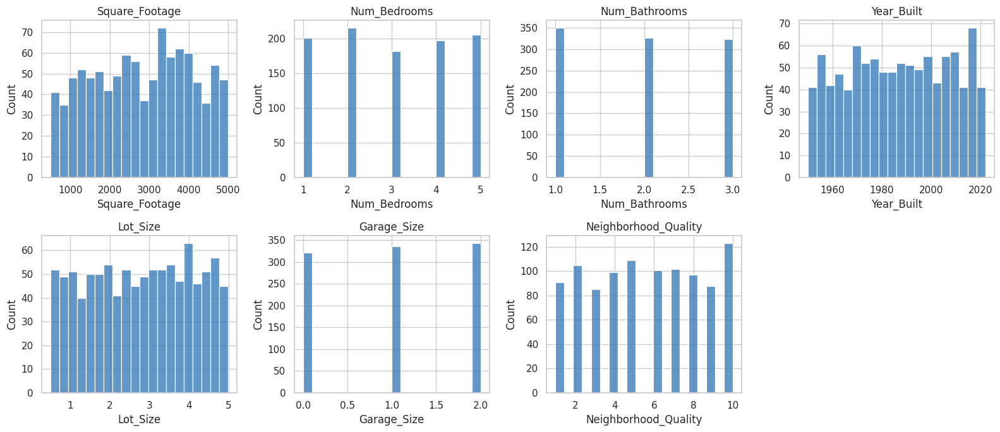 Square_Footage
Count
70
60
50
40
30
20
10
0
1000 2000 3000 4000 5000
Square_Footage
Num_Bedrooms
Count
200
150
100
50
0
1 2 3 4 5
Num_Bedrooms
Num_Bathrooms
Count
350
300
250
200
150
100
50
0
1.0 1.5 2.0 2.5 3.0
Num_Bathrooms
Year_Built
Count
70
60
50
40
30
20
10
0
1960 1980 2000 2020
Year_Built
Lot_Size
Count
60
50
40
30
20
10
0
1 2 3 4 5
Lot_Size
Garage_Size
Count
350
300
250
200
150
100
50
0
0.0 0.5 1.0 1.5 2.0
Garage_Size
Neighborhood_Quality
Count
120
100
80
60
40
20
0
2 4 6 8 10
Neighborhood_Quality